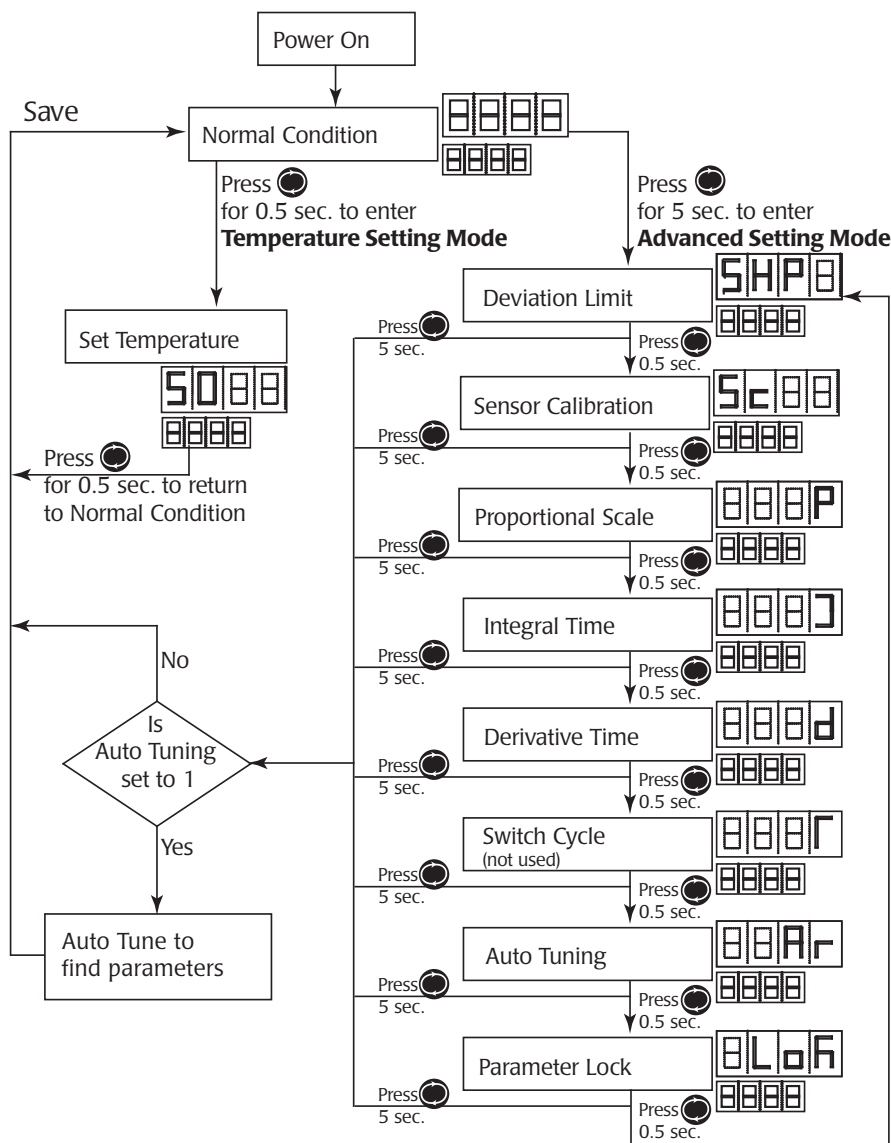 Power On
Save
Normal Condition
Press
for 0.5 sec. to enter
Temperature Setting Mode
Press
for 5 sec. to enter
Advanced Setting Mode
Set Temperature
SO
Press
for 0.5 sec. to return
to Normal Condition
Deviation Limit
SHP
Press
5 sec.
Press
0.5 sec.
Sensor Calibration
Sc
Press
5 sec.
Press
0.5 sec.
Proportional Scale
P
Press
5 sec.
Press
0.5 sec.
Integral Time
Press
5 sec.
Press
0.5 sec.
Derivative Time
d
Press
5 sec.
Press
0.5 sec.
Switch Cycle
(not used)
Press
5 sec.
Press
0.5 sec.
Auto Tuning
Ar
Press
5 sec.
Press
0.5 sec.
Parameter Lock
Press
5 sec.
Press
0.5 sec.
No
Is
Auto Tuning
set to 1
Yes
Auto Tune to
find parameters